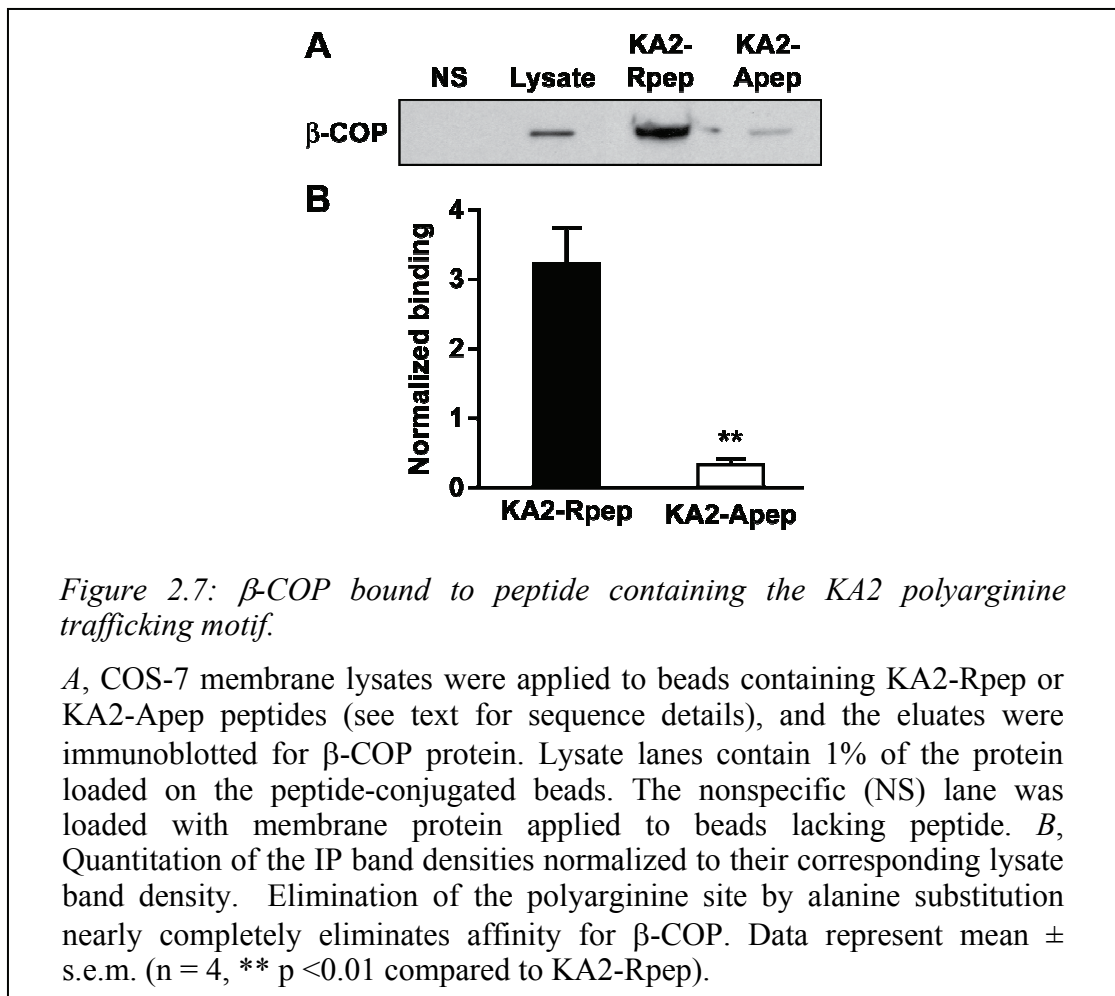 A
NS Lysate KA2-Rpep KA2-Apep
β-COP
B
Normalized binding
4
3
2
1
0
**
KA2-Rpep KA2-Apep
Figure 2.7: β-COP bound to peptide containing the KA2 polyarginine
trafficking motif.
A, COS-7 membrane lysates were applied to beads containing KA2-Rpep or
KA2-Apep peptides (see text for sequence details), and the eluates were
immunoblotted for β-COP protein. Lysate lanes contain 1% of the protein
loaded on the peptide-conjugated beads. The nonspecific (NS) lane was
loaded with membrane protein applied to beads lacking peptide. B,
Quantitation of the IP band densities normalized to their corresponding lysate
band density. Elimination of the polyarginine site by alanine substitution
nearly completely eliminates affinity for β-COP. Data represent mean ±
s.e.m. (n = 4, ** p <0.01 compared to KA2-Rpep).